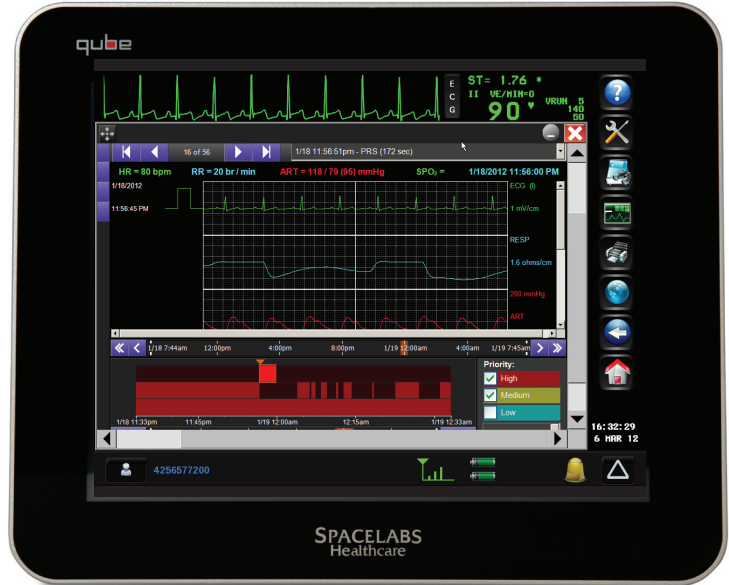 qube
E C G
ST= 1.76 *
II VE/MIN=0
90
VRUN 5
140
50
16 of 56
1/18 11:56:51pm - PRS (172 sec)
HR = 80 bpm RR = 20 br / min ART = 118 / 79 (95) mmHg SPO₂ = 1/18/2012 11:56:00 PM
1/18/2012
ECG (I)
11:56:45 PM
1 mV/cm
RESP
1.6 ohms/cm
200 mmHg
ART
1/18 7:44am 12:00pm 4:00pm 8:00pm 1/19 12:00am 4:00am 1/19 7:45am
Priority:
High
Medium
Low
1/18 11:33pm 11:45pm 1/19 12:00am 12:15am 1/19 12:33am
16:32:29
6 MAR 12
4256577200
SPACELABS
Healthcare